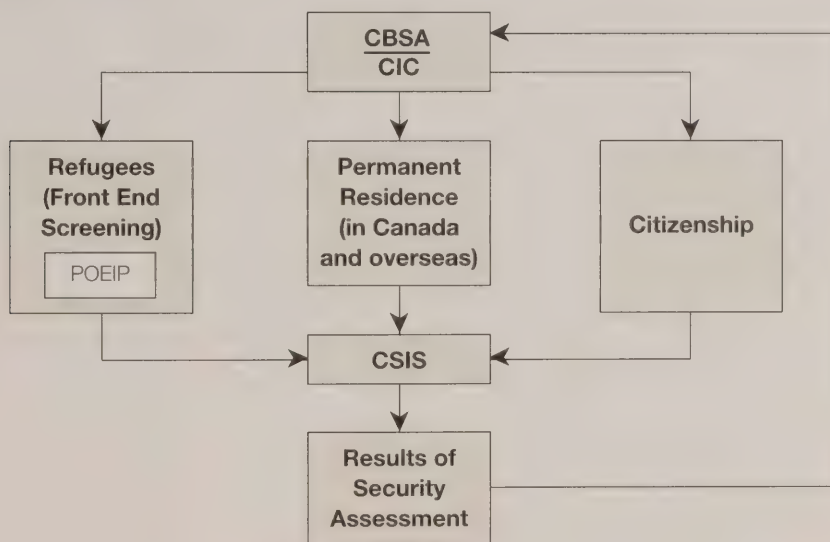 CBSA
CIC
Refugees
(Front End
Screening)
POEIP
Permanent
Residence
(in Canada
and overseas)
Citizenship
CSIS
Results of
Security
Assessment